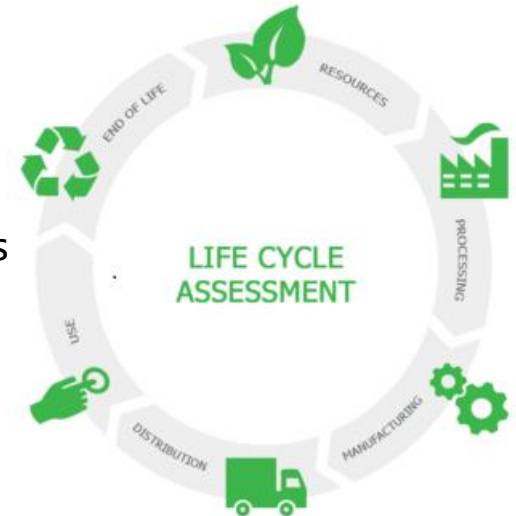 RESOURCES
PROCESSING
MANUFACTURING
DISTRIBUTION
USE
END OF LIFE
s
LIFE CYCLE
ASSESSMENT